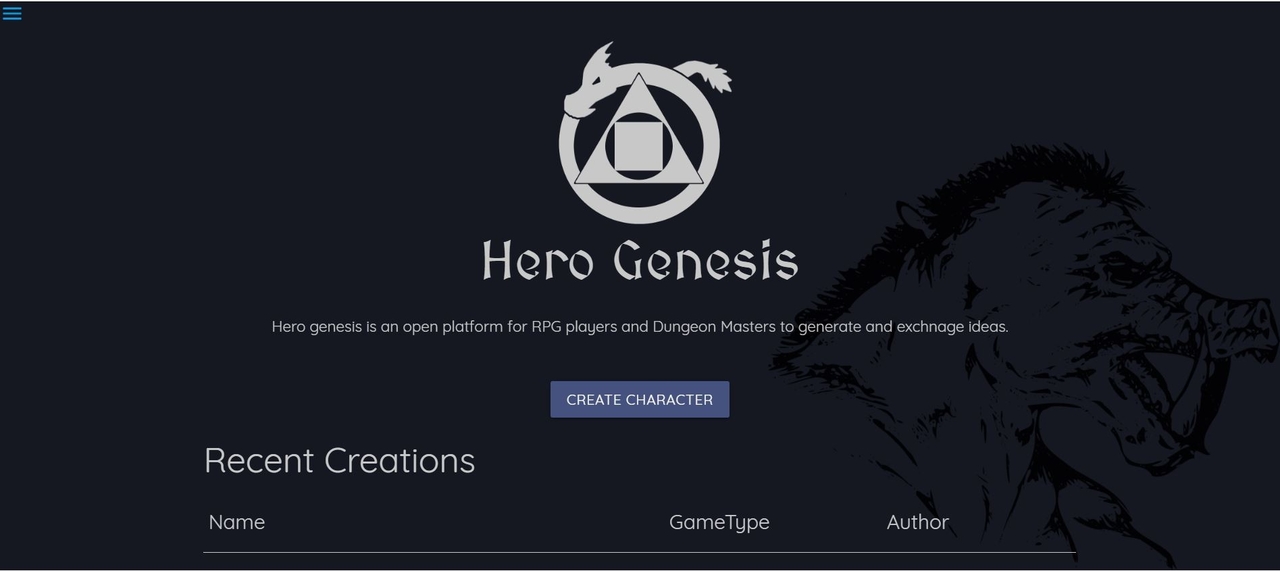 Hero Genesis
Hero genesis is an open platform for RPG players and Dungeon Masters to generate and exchnage ideas.
CREATE CHARACTER
Recent Creations
Name GameType Author